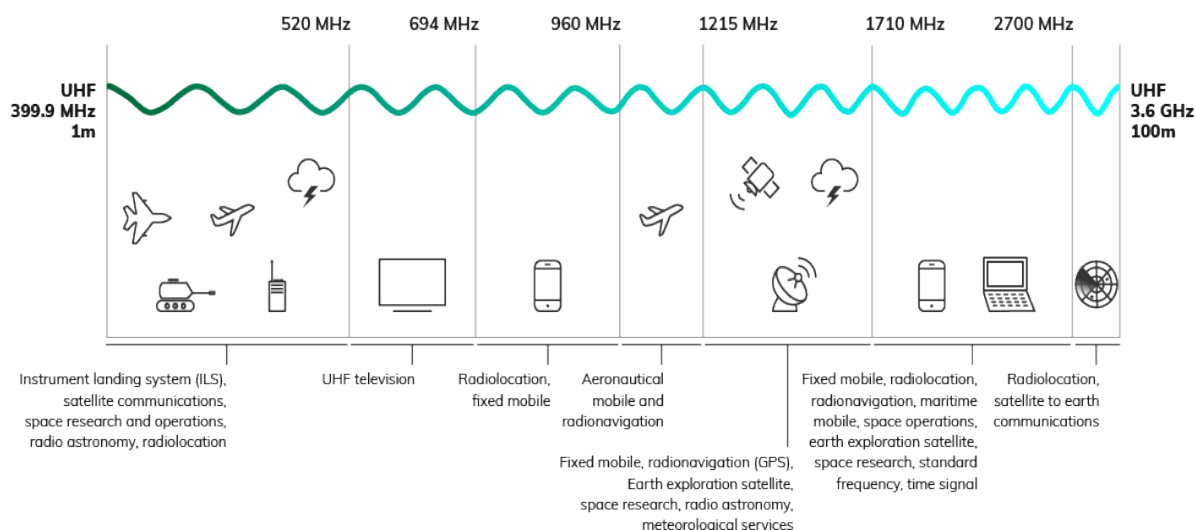 520 MHz
694 MHz
960 MHz
1215 MHz
1710 MHz
2700 MHz
UHF
399.9 MHz
1m
UHF
3.6 GHz
100m
Instrument landing system (ILS),
satellite communications,
space research and operations,
radio astronomy, radiolocation
UHF television
Radiolocation,
fixed mobile
Aeronautical
mobile and
radionavigation
Fixed mobile, radionavigation (GPS),
Earth exploration satellite,
space research, radio astronomy,
meteorological services
Fixed mobile, radiolocation,
radionavigation, maritime
mobile, space operations,
earth exploration satellite,
space research, standard
frequency, time signal
Radiolocation,
satellite to earth
communications